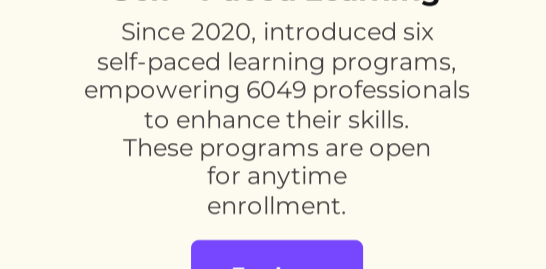 Since 2020, introduced six
self-paced learning programs,
empowering 6049 professionals
to enhance their skills.
These programs are open
for anytime
enrollment.